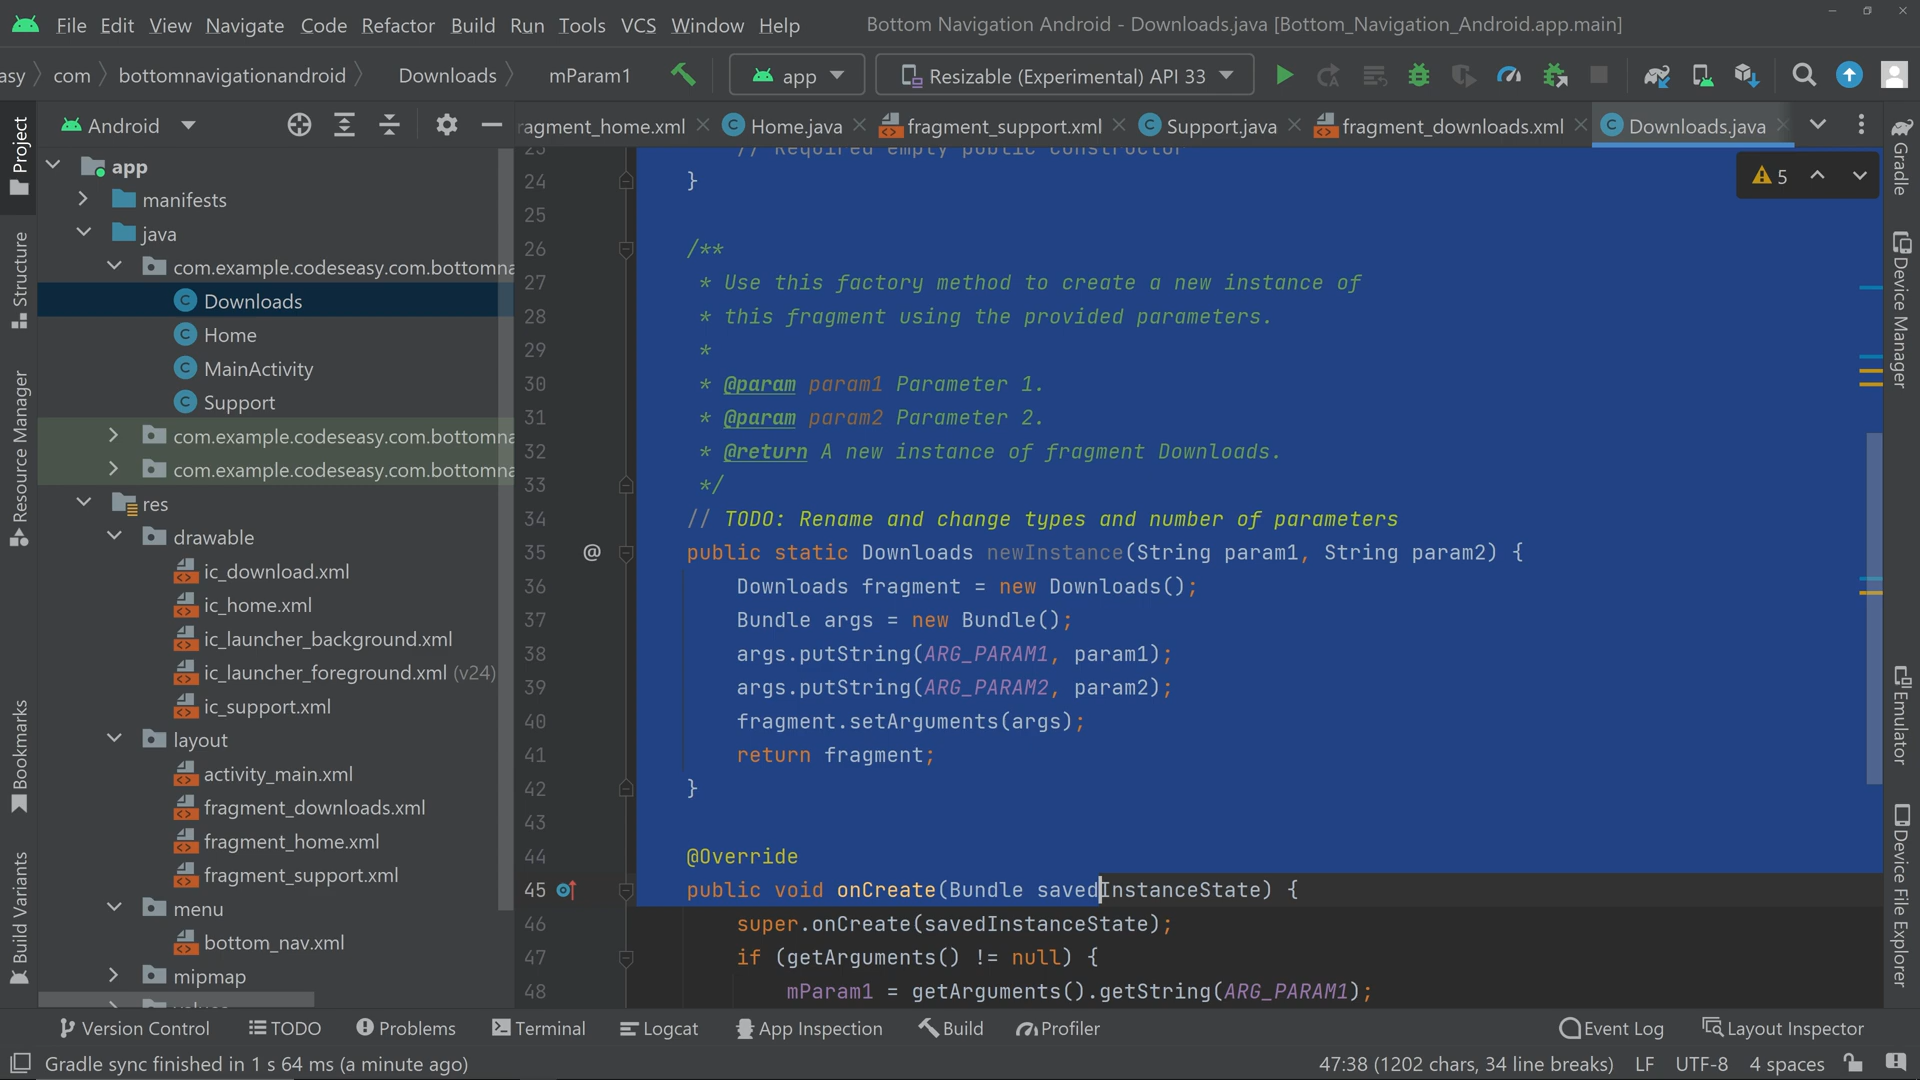 File Edit View Navigate Code Refactor Build Run Tools VCS Window Help Bottom Navigation Android - Downloads.java [Bottom_Navigation_Android.app.main]
asy com bottomnavigationandroid Downloads mParam1 app Resizable (Experimental) API 33
Android
ragment_home.xml Home.java fragment_support.xml Support.java fragment_downloads.xml Downloads.java
Project
Structure
Resource Manager
Bookmarks
Build Variants
app
manifests
java
com.example.codeseasy.com.bottomna
Downloads
Home
MainActivity
Support
com.example.codeseasy.com.bottomna
com.example.codeseasy.com.bottomna
res
drawable
ic_download.xml
ic_home.xml
ic_launcher_background.xml
ic_launcher_foreground.xml (v24)
ic_support.xml
layout
activity_main.xml
fragment_downloads.xml
fragment_home.xml
fragment_support.xml
menu
bottom_nav.xml
mipmap
values
5
23 // Required empty public constructor
24 }
25
26 /**
27 * Use this factory method to create a new instance of
28 * this fragment using the provided parameters.
29 *
30 * @param param1 Parameter 1.
31 * @param param2 Parameter 2.
32 * @return A new instance of fragment Downloads.
33 */
34 // TODO: Rename and change types and number of parameters
35 @ public static Downloads newInstance(String param1, String param2) {
36 Downloads fragment = new Downloads();
37 Bundle args = new Bundle();
38 args.putString(ARG_PARAM1, param1);
39 args.putString(ARG_PARAM2, param2);
40 fragment.setArguments(args);
41 return fragment;
42 }
43
44 @Override
45 public void onCreate(Bundle savedInstanceState) {
46 super.onCreate(savedInstanceState);
47 if (getArguments() != null) {
48 mParam1 = getArguments().getString(ARG_PARAM1);
Gradle
Device Manager
Emulator
Device File Explorer
Version Control TODO Problems Terminal Logcat App Inspection Build Profiler Event Log Layout Inspector
Gradle sync finished in 1 s 64 ms (a minute ago) 47:38 (1202 chars, 34 line breaks) LF UTF-8 4 spaces